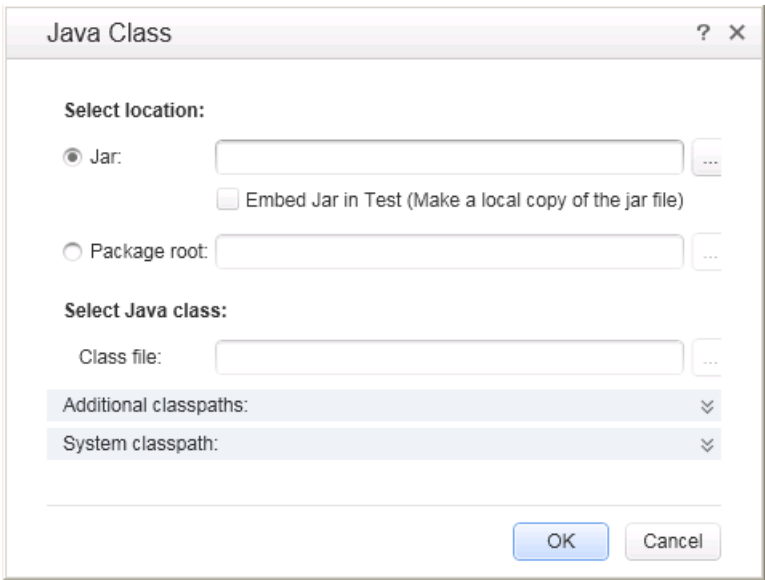 Java Class
?
Select location:
Jar:
...
Embed Jar in Test (Make a local copy of the jar file)
Package root:
...
Select Java class:
Class file:
...
Additional classpaths:
System classpath:
OK
Cancel